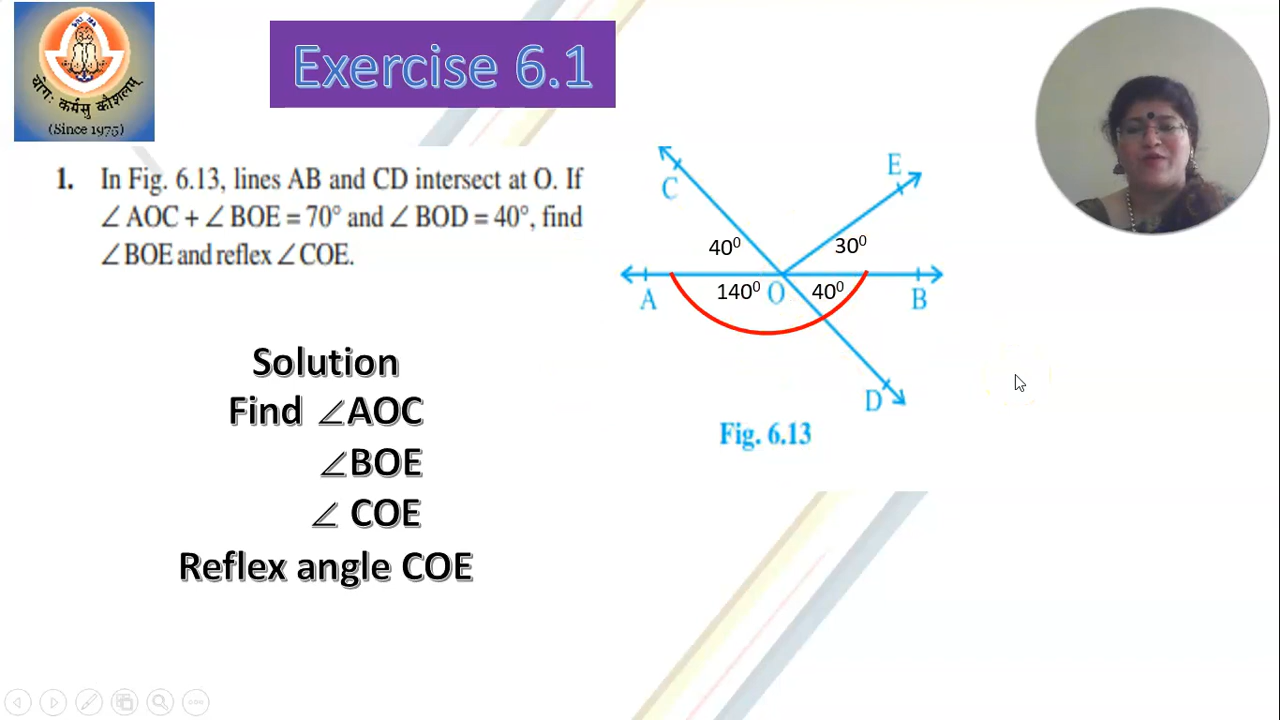 योगः कर्मसु कौशलम्
(Since 1975)
Exercise 6.1
1. In Fig. 6.13, lines AB and CD intersect at O. If
∠ AOC + ∠ BOE = 70° and ∠ BOD = 40°, find
∠ BOE and reflex ∠ COE.
C
E
40⁰
30⁰
A
140⁰
O
40⁰
B
D
Fig. 6.13
Solution
Find ∠AOC
∠BOE
∠ COE
Reflex angle COE